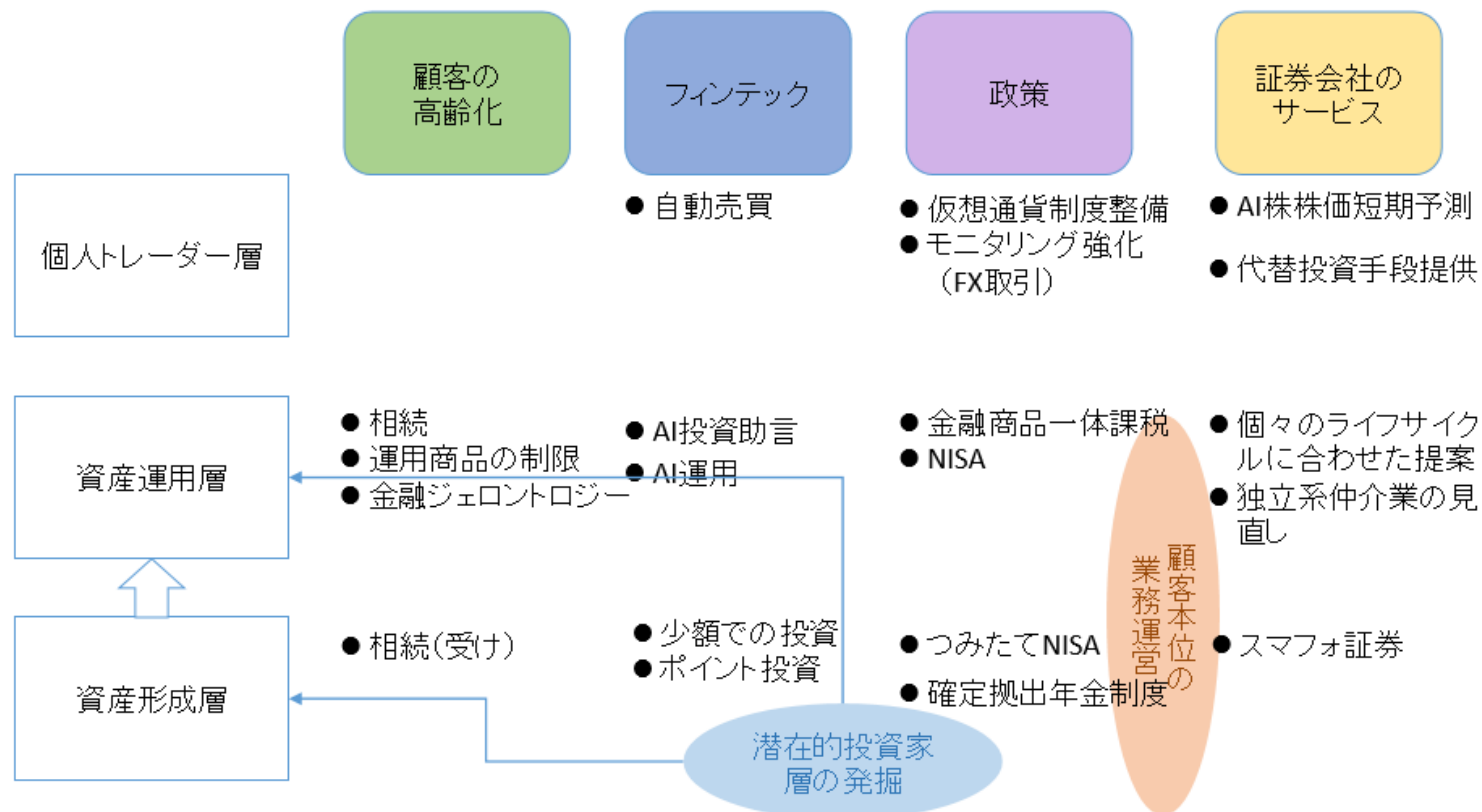 顧客の
高齢化
フィンテック
政策
証券会社の
サービス
個人トレーダー層
● 自動売買
● 仮想通貨制度整備
● モニタリング強化
（FX取引）
● AI株株価短期予測
● 代替投資手段提供
資産運用層
● 相続
● 運用商品の制限
● 金融ジェロントロジー
● AI投資助言
● AI運用
● 金融商品一体課税
● NISA
● 個々のライフサイク
ルに合わせた提案
● 独立系仲介業の見
直し
顧客本位の
業務運営
資産形成層
● 相続(受け)
● 少額での投資
● ポイント投資
● つみたてNISA
● 確定拠出年金制度
● スマフォ証券
潜在的投資家
層の発掘